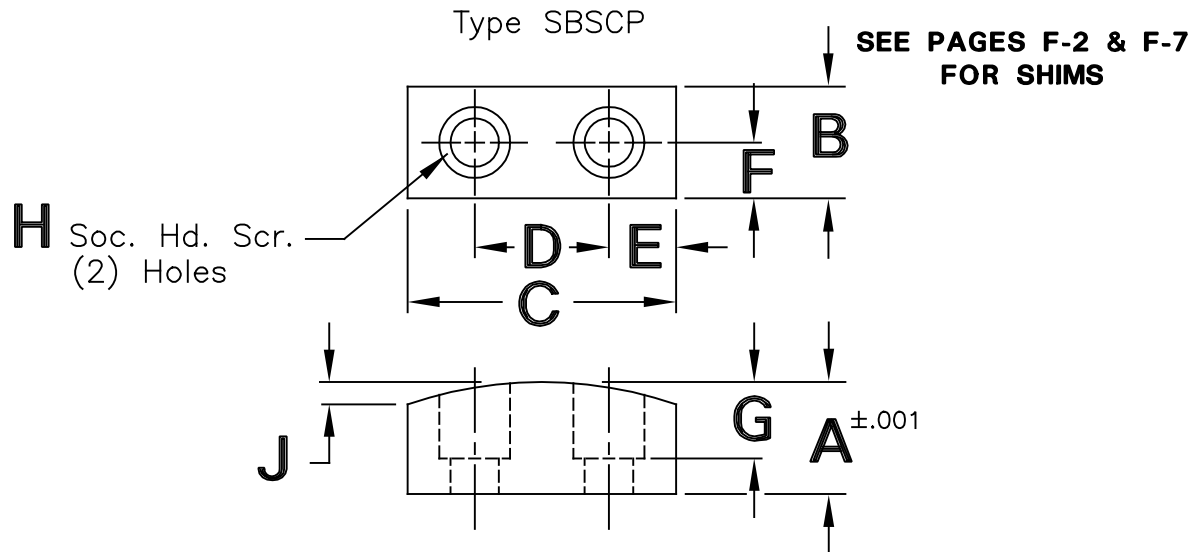 Type SBSCP
SEE PAGES F-2 & F-7
FOR SHIMS
B
F
H Soc. Hd. Scr.
(2) Holes
D
E
C
G
A ±.001
J